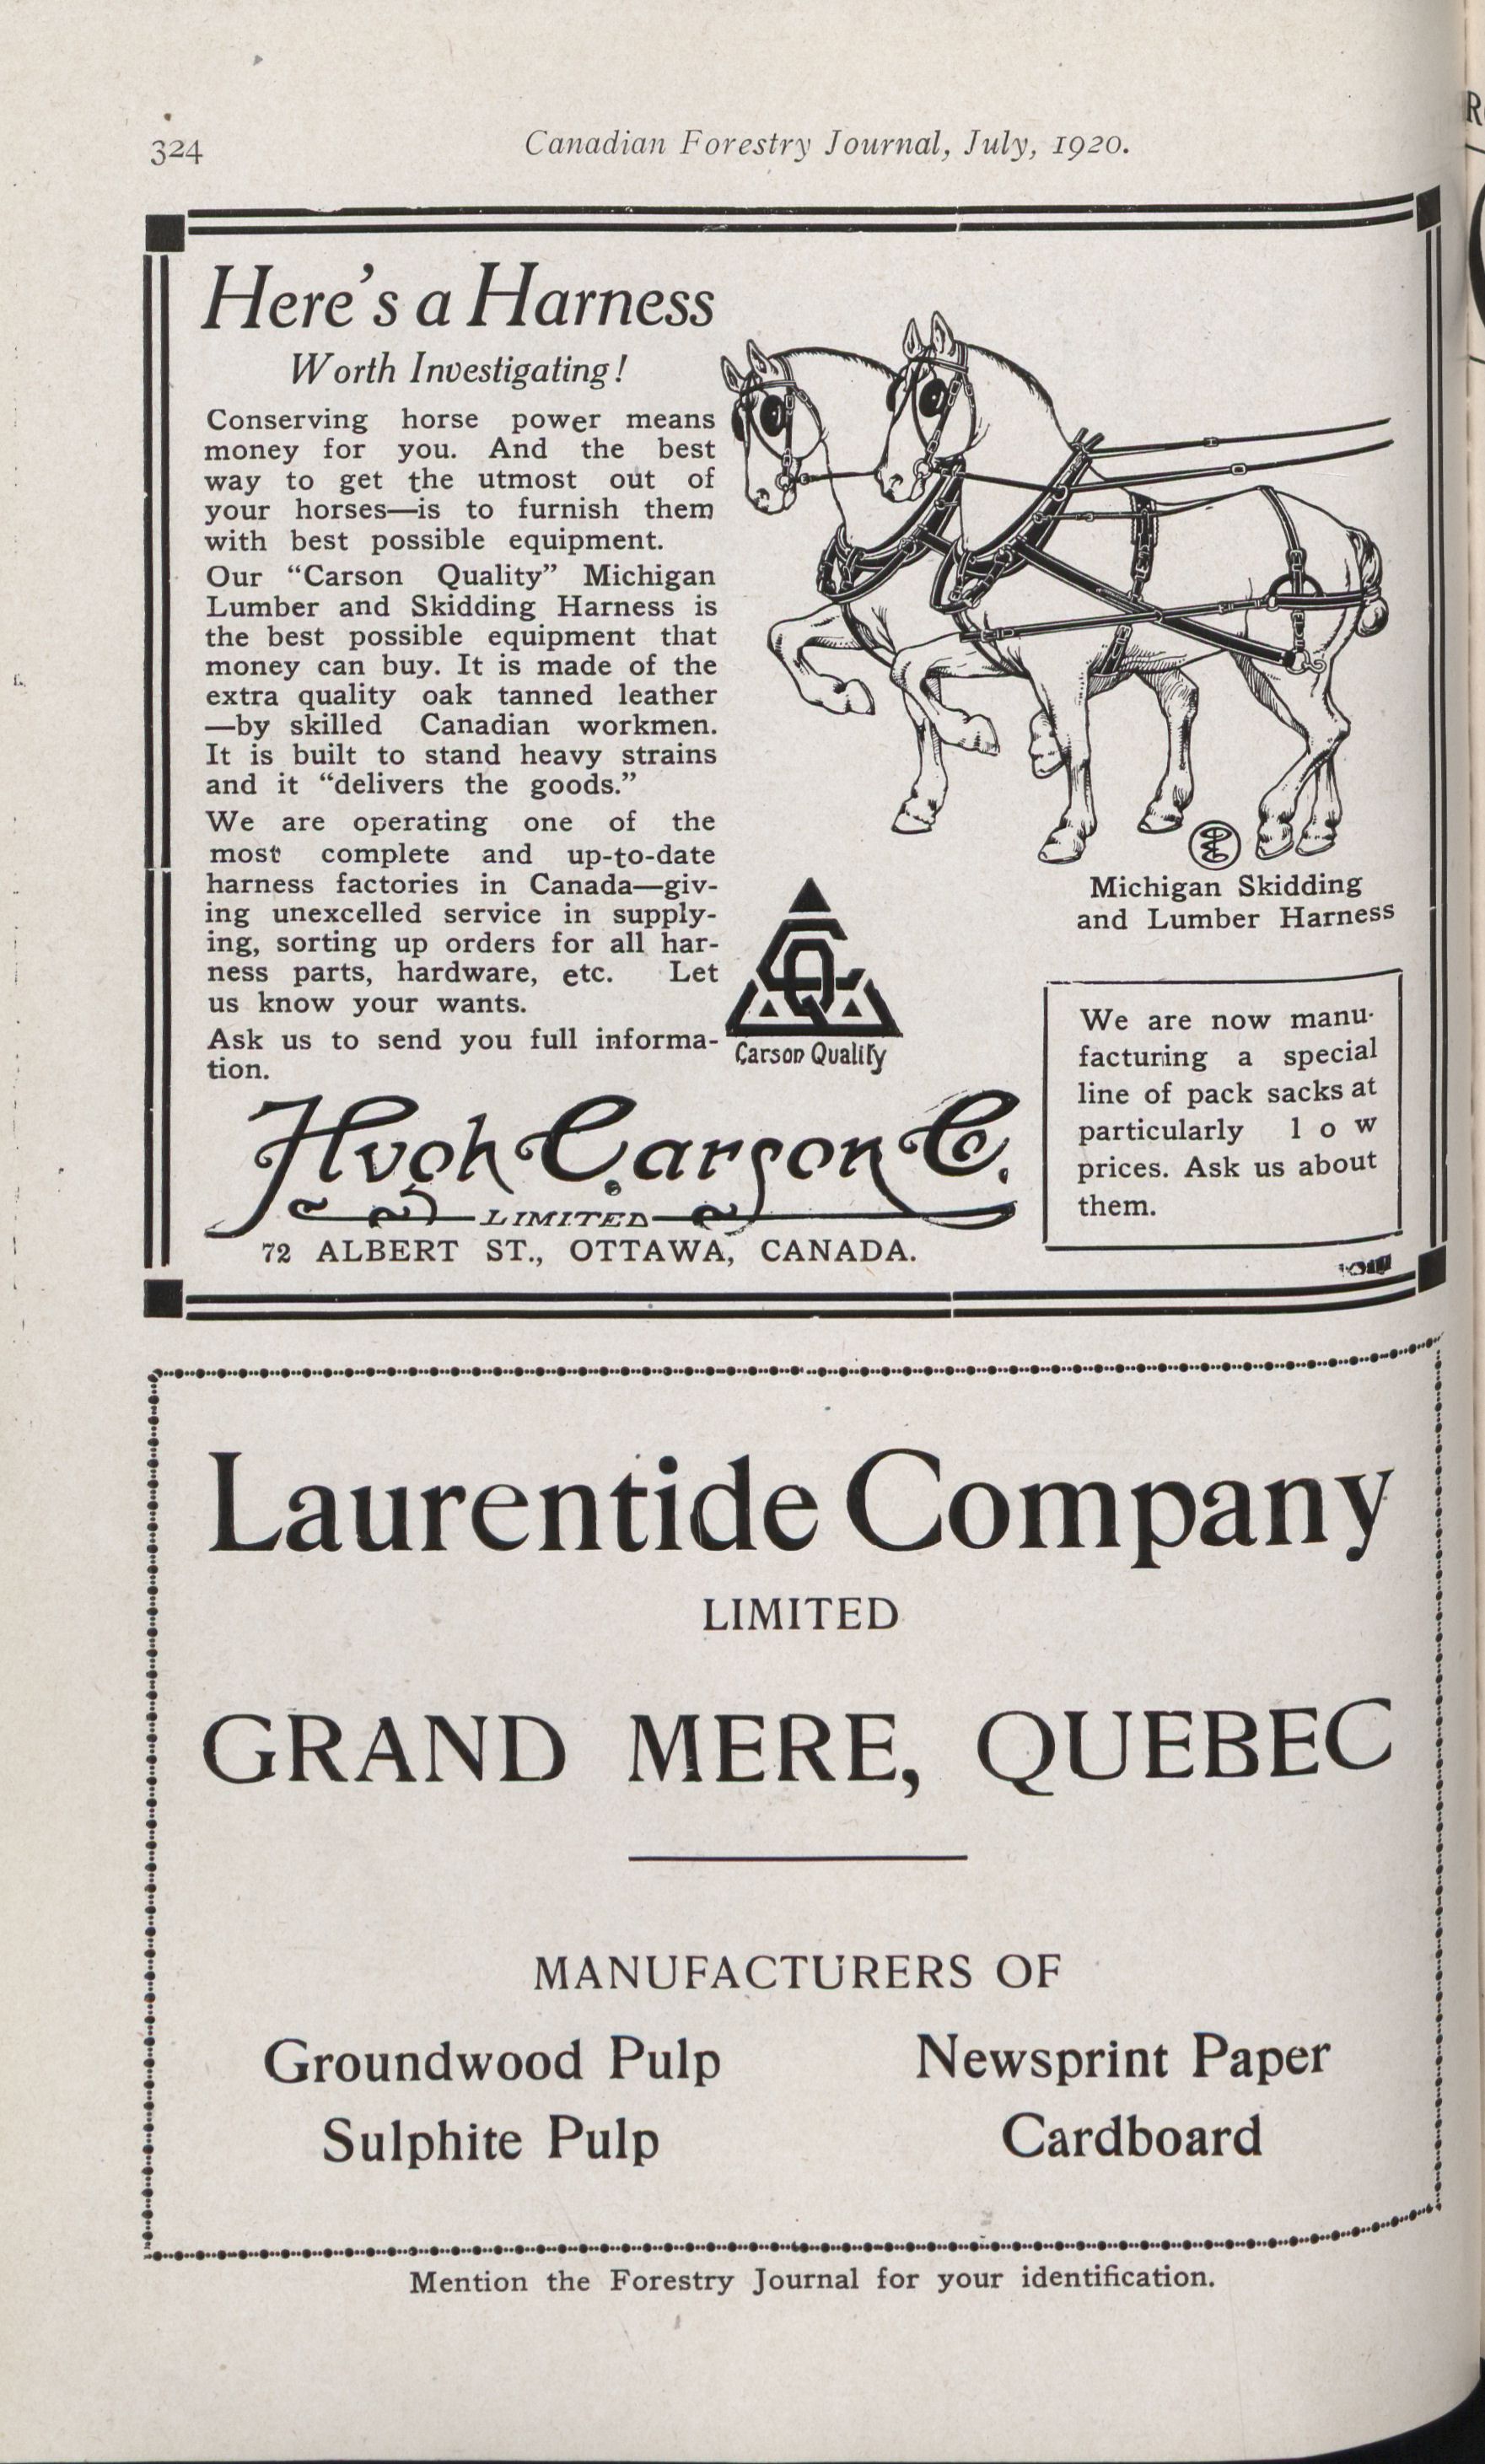 324
Canadian Forestry Journal, July, 1920.
Here's a Harness
Worth Investigating!
Conserving horse power means
money for you. And the best
way to get the utmost out of
your horses—is to furnish them
with best possible equipment.
Our “Carson Quality” Michigan
Lumber and Skidding Harness is
the best possible equipment that
money can buy. It is made of the
extra quality oak tanned leather
—by skilled Canadian workmen.
It is built to stand heavy strains
and it “delivers the goods.”
We are operating one of the
most complete and up-to-date
harness factories in Canada—giv-
ing unexcelled service in supply-
ing, sorting up orders for all har-
ness parts, hardware, etc. Let
us know your wants.
Ask us to send you full informa-
tion.
Michigan Skidding
and Lumber Harness
CQ
Carson Quality
We are now manu-
facturing a special
line of pack sacks at
particularly low
prices. Ask us about
them.
Hugh Carson Co.
LIMITED
72 ALBERT ST., OTTAWA, CANADA.
Laurentide Company
LIMITED
GRAND MERE, QUEBEC
MANUFACTURERS OF
Groundwood Pulp
Newsprint Paper
Sulphite Pulp
Cardboard
Mention the Forestry Journal for your identification.